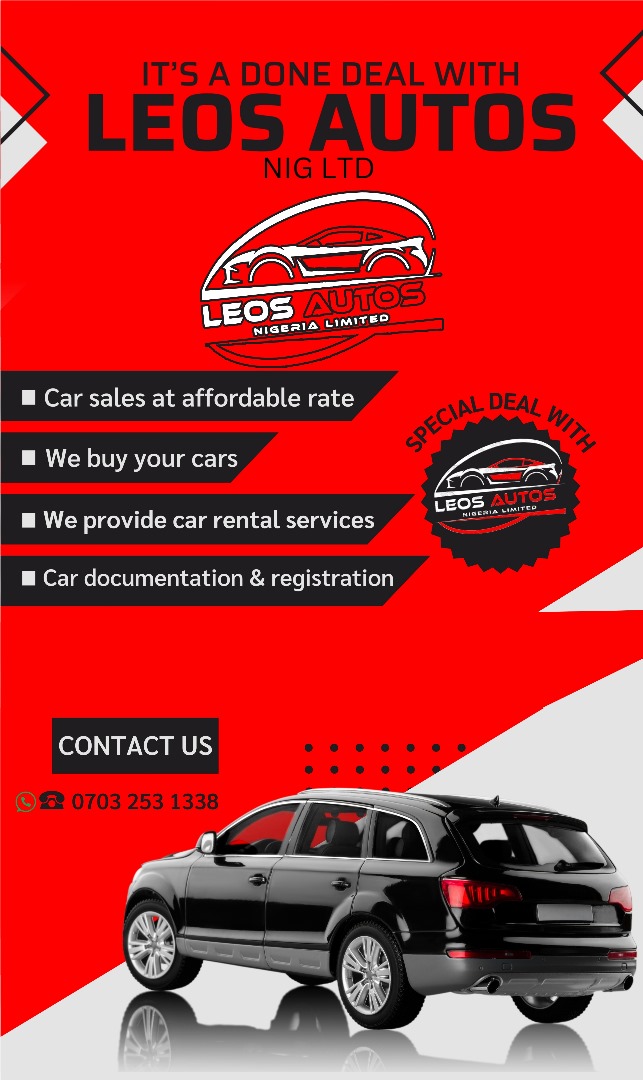 IT'S A DONE DEAL WITH
LEOS AUTOS
NIG LTD
LEOS AUTOS
NIGERIA LIMITED
Car sales at affordable rate
We buy your cars
We provide car rental services
Car documentation & registration
SPECIAL DEAL WITH
LEOS AUTOS
NIGERIA LIMITED
CONTACT US
0703 253 1338